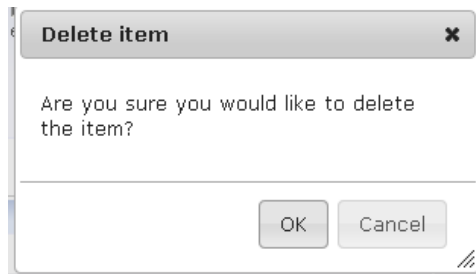 Delete item
Are you sure you would like to delete
the item?
OK
Cancel